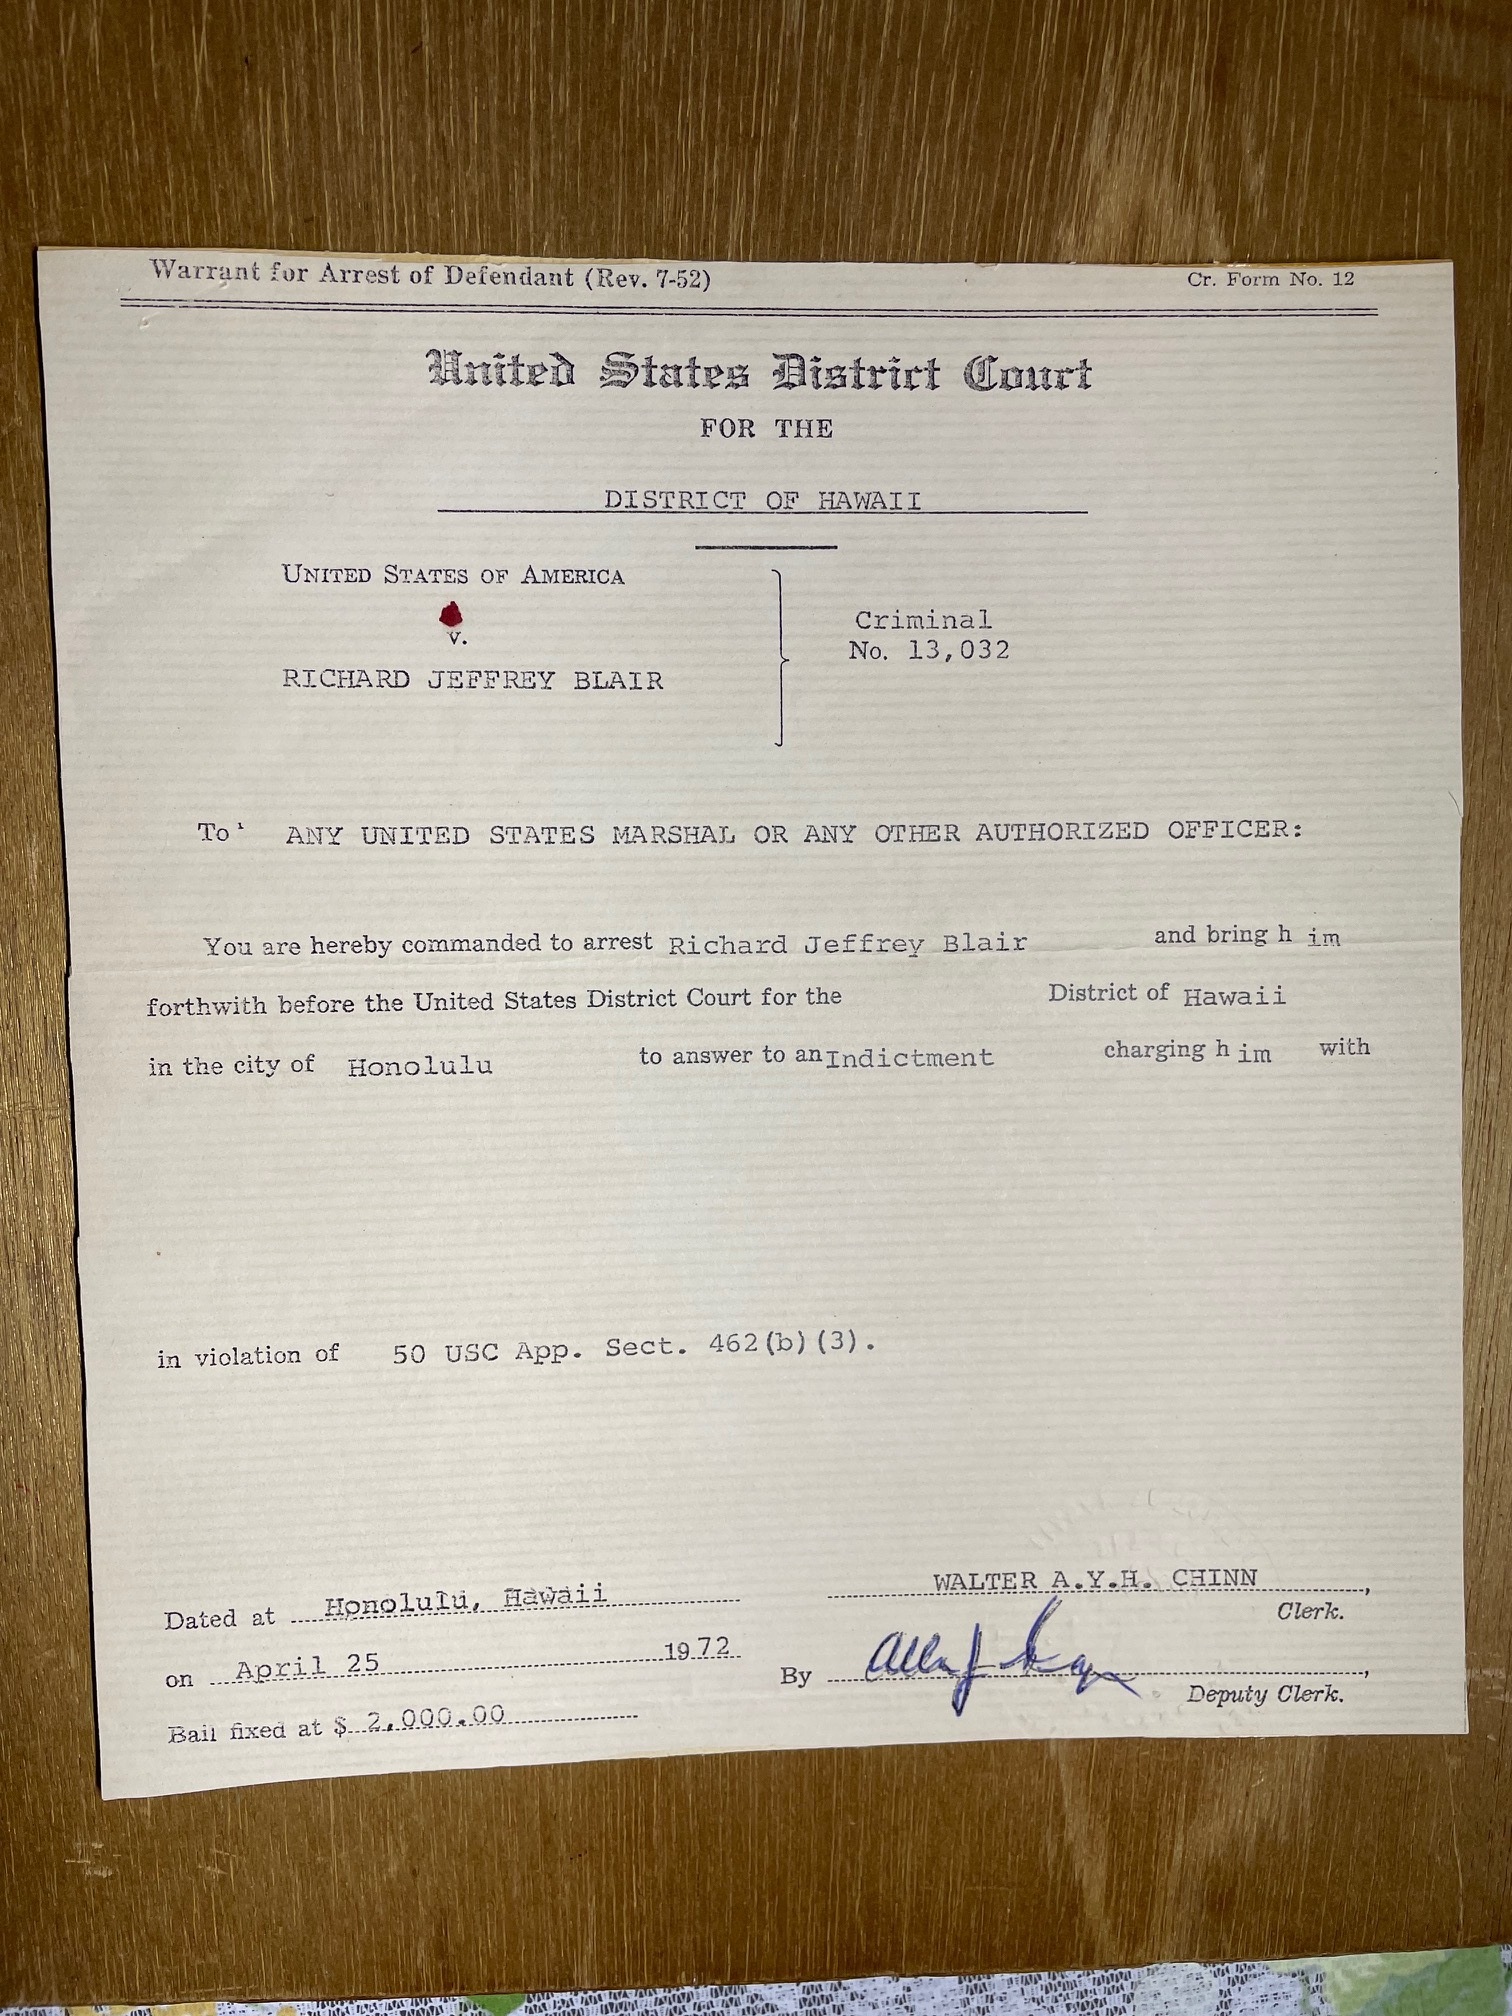 Warrant for Arrest of Defendant (Rev. 7-52) Cr. Form No. 12
United States District Court
FOR THE
DISTRICT OF HAWAII
UNITED STATES OF AMERICA
v.
RICHARD JEFFREY BLAIR
Criminal
No. 13,032
To ¹ ANY UNITED STATES MARSHAL OR ANY OTHER AUTHORIZED OFFICER:
You are hereby commanded to arrest Richard Jeffrey Blair and bring h im
forthwith before the United States District Court for the District of Hawaii
in the city of Honolulu to answer to an Indictment charging h im with
in violation of 50 USC App. Sect. 462(b)(3).
Dated at Honolulu, Hawaii
on April 25 1972
Bail fixed at $ 2,000.00
WALTER A.Y.H. CHINN,
Clerk.
By ,
Deputy Clerk.